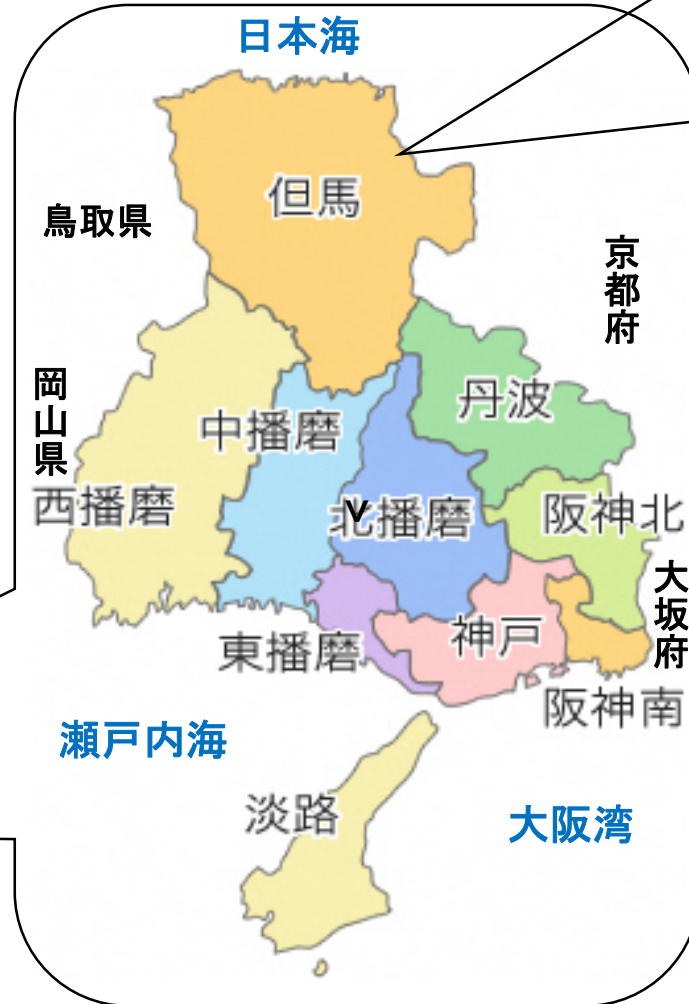 日本海
但馬
鳥取県
京都府
岡山県
丹波
中播磨
西播磨
北播磨
V
阪神北
大坂府
東播磨
神戸
阪神南
瀬戸内海
淡路
大阪湾